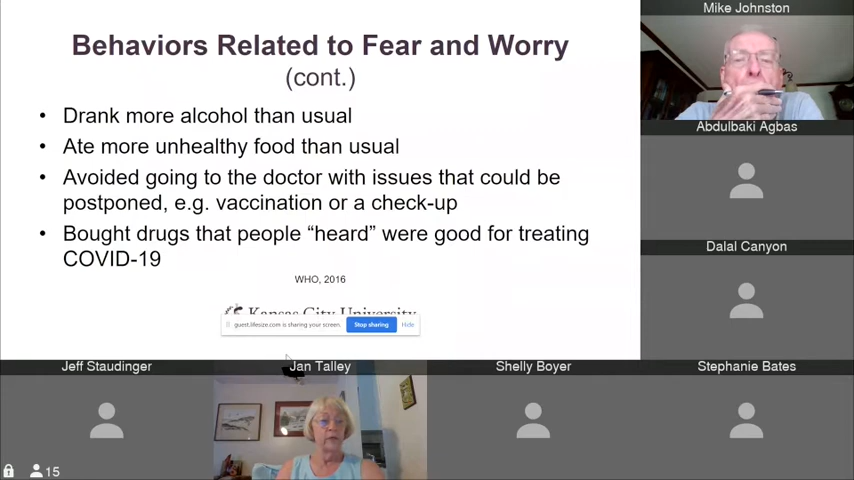 Behaviors Related to Fear and Worry
(cont.)
• Drank more alcohol than usual
• Ate more unhealthy food than usual
• Avoided going to the doctor with issues that could be
postponed, e.g. vaccination or a check-up
• Bought drugs that people “heard” were good for treating
COVID-19
WHO, 2016
Kansas City University
guest.lifesize.com is sharing your screen.
Stop sharing
Hide
Mike Johnston
Abdulbaki Agbas
Dalal Canyon
Jeff Staudinger
Jan Talley
Shelly Boyer
Stephanie Bates
15